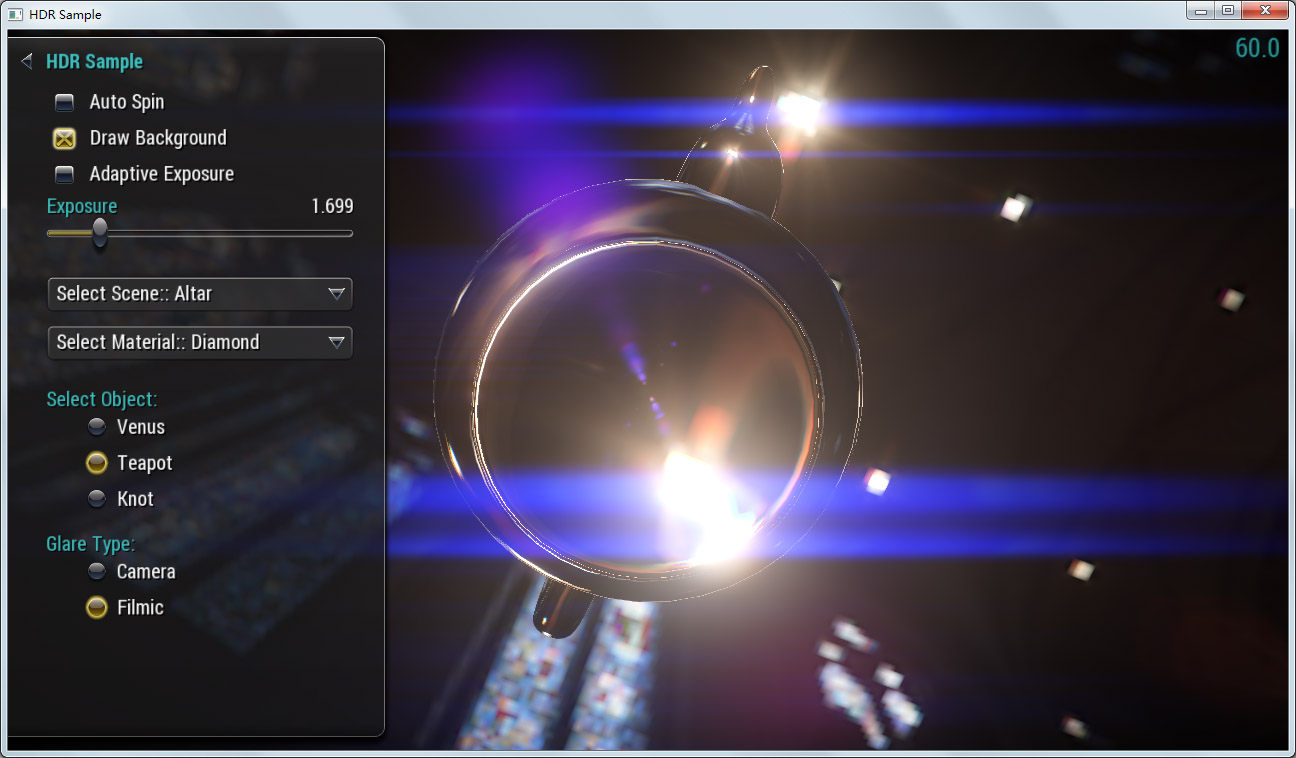 HDR Sample
60.0
HDR Sample
Auto Spin
Draw Background
Adaptive Exposure
Exposure 1.699
Select Scene:: Altar
Select Material:: Diamond
Select Object:
Venus
Teapot
Knot
Glare Type:
Camera
Filmic